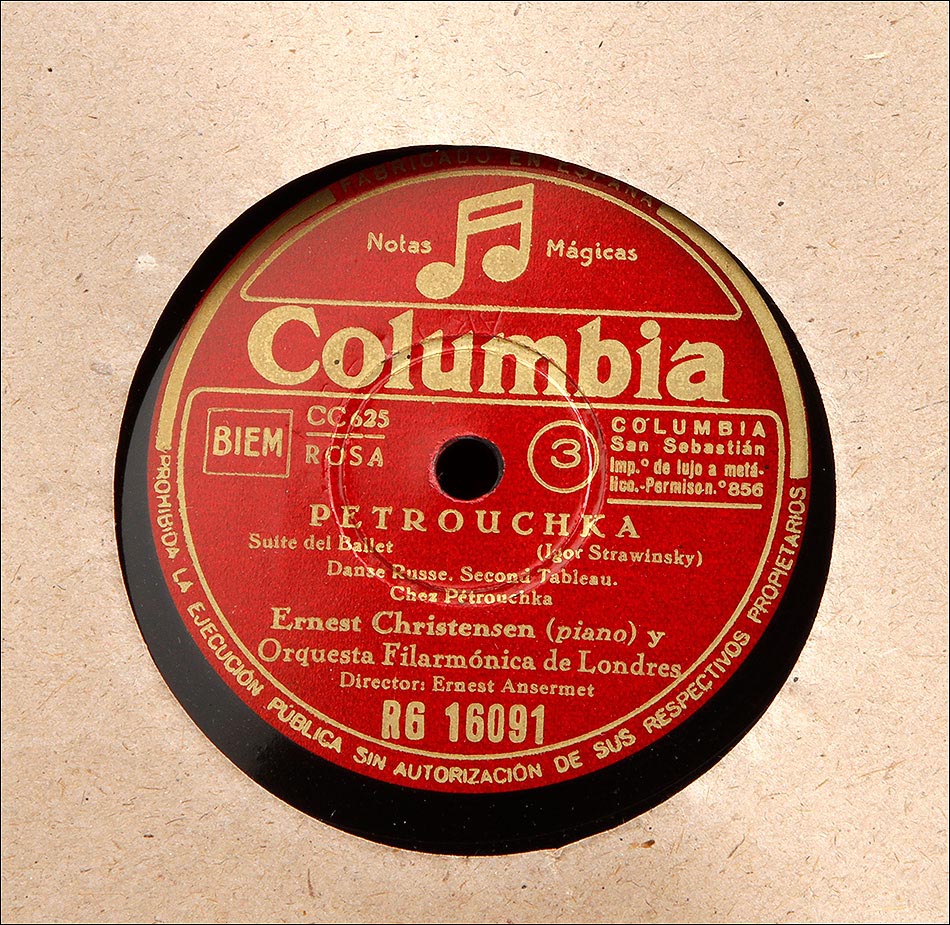 FABRICADO EN ESPAÑA
Notas Mágicas
Columbia
BIEM
CC 625
ROSA
3
COLUMBIA
San Sebastián
Imp.º de lujo a metá-
lico.-Permiso n.º 856
PETROUCHKA
Suite del Ballet (Igor Strawinsky)
Danse Russe. Second Tableau.
Chez Pétrouchka
Ernest Christensen (piano) y
Orquesta Filarmónica de Londres
Director: Ernest Ansermet
RG 16091
PROHIBIDA LA EJECUCIÓN PÚBLICA SIN AUTORIZACIÓN DE SUS RESPECTIVOS PROPIETARIOS